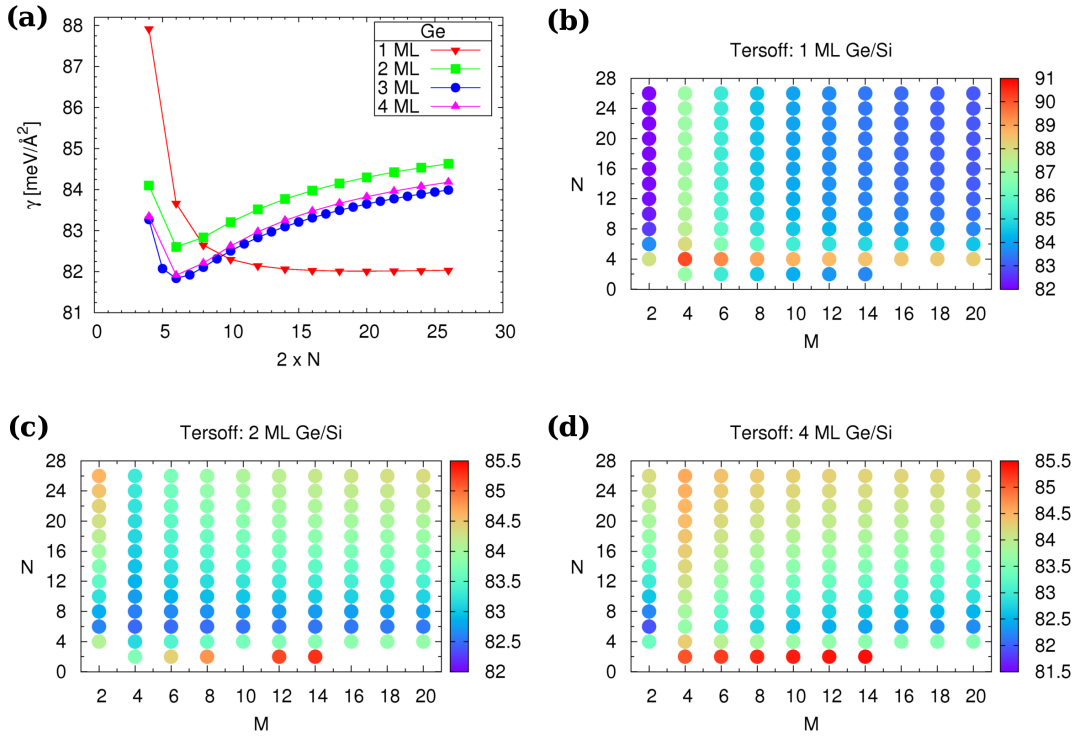 (a)
Ge
1 ML
2 ML
3 ML
4 ML
88
87
86
85
84
83
82
81
γ [meV/Å²]
0 5 10 15 20 25 30
2 x N
(b)
Tersoff: 1 ML Ge/Si
28
24
20
16
12
8
4
0
N
2 4 6 8 10 12 14 16 18 20
M
91
90
89
88
87
86
85
84
83
82
(c)
Tersoff: 2 ML Ge/Si
28
24
20
16
12
8
4
0
N
2 4 6 8 10 12 14 16 18 20
M
85.5
85
84.5
84
83.5
83
82.5
82
(d)
Tersoff: 4 ML Ge/Si
28
24
20
16
12
8
4
0
N
2 4 6 8 10 12 14 16 18 20
M
85.5
85
84.5
84
83.5
83
82.5
82
81.5